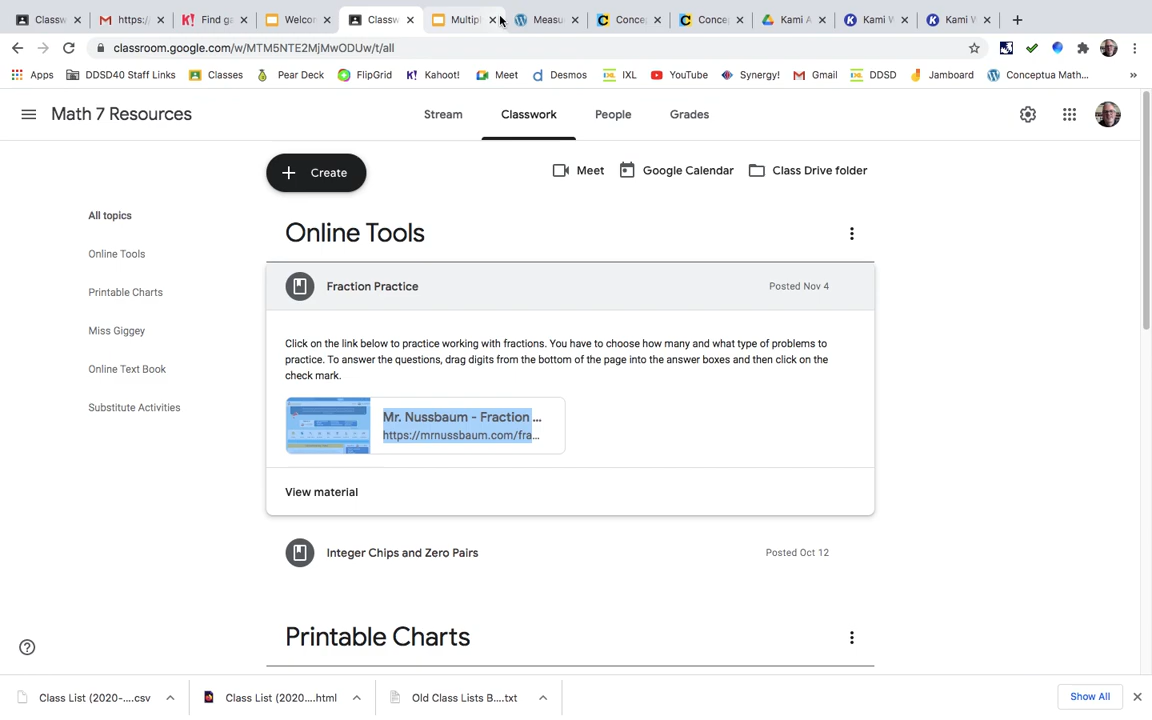 Classw
https:/
Find ga
Welcor
Classw
Multipl
Measu
Conce
Conce
Kami A
Kami W
Kami W
classroom.google.com/w/MTM5NTE2MjMwODUw/t/all
Apps
DDSD40 Staff Links
Classes
Pear Deck
FlipGrid
K! Kahoot!
Meet
Desmos
IXL
YouTube
Synergy!
Gmail
DDSD
Jamboard
Conceptua Math...
»
Math 7 Resources
Stream
Classwork
People
Grades
+ Create
Meet
Google Calendar
Class Drive folder
All topics
Online Tools
Printable Charts
Miss Giggey
Online Text Book
Substitute Activities
Online Tools
Fraction Practice
Posted Nov 4
Click on the link below to practice working with fractions. You have to choose how many and what type of problems to
practice. To answer the questions, drag digits from the bottom of the page into the answer boxes and then click on the
check mark.
Mr. Nussbaum - Fraction ...
https://mrnussbaum.com/fra...
View material
Integer Chips and Zero Pairs
Posted Oct 12
Printable Charts
Class List (2020-....csv
Class List (2020....html
Old Class Lists B....txt
Show All